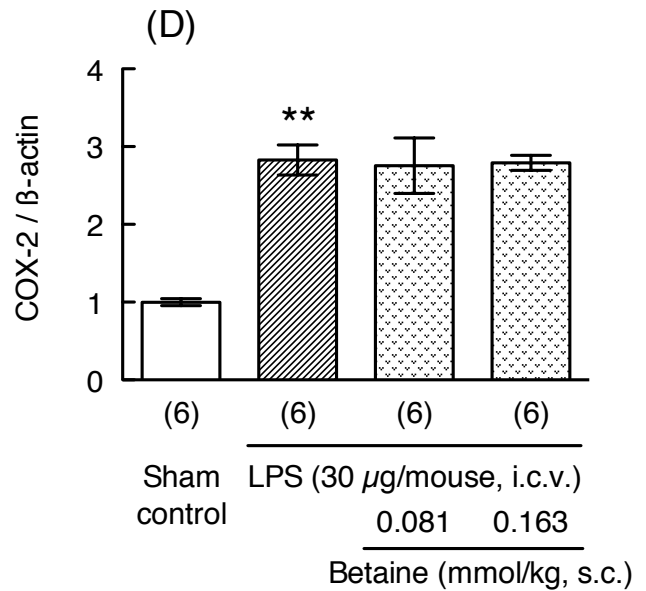 (D)
4
**
3
2
1
0
COX-2 / ß-actin
(6) (6) (6) (6)
Sham control
LPS (30 µg/mouse, i.c.v.)
0.081 0.163
Betaine (mmol/kg, s.c.)